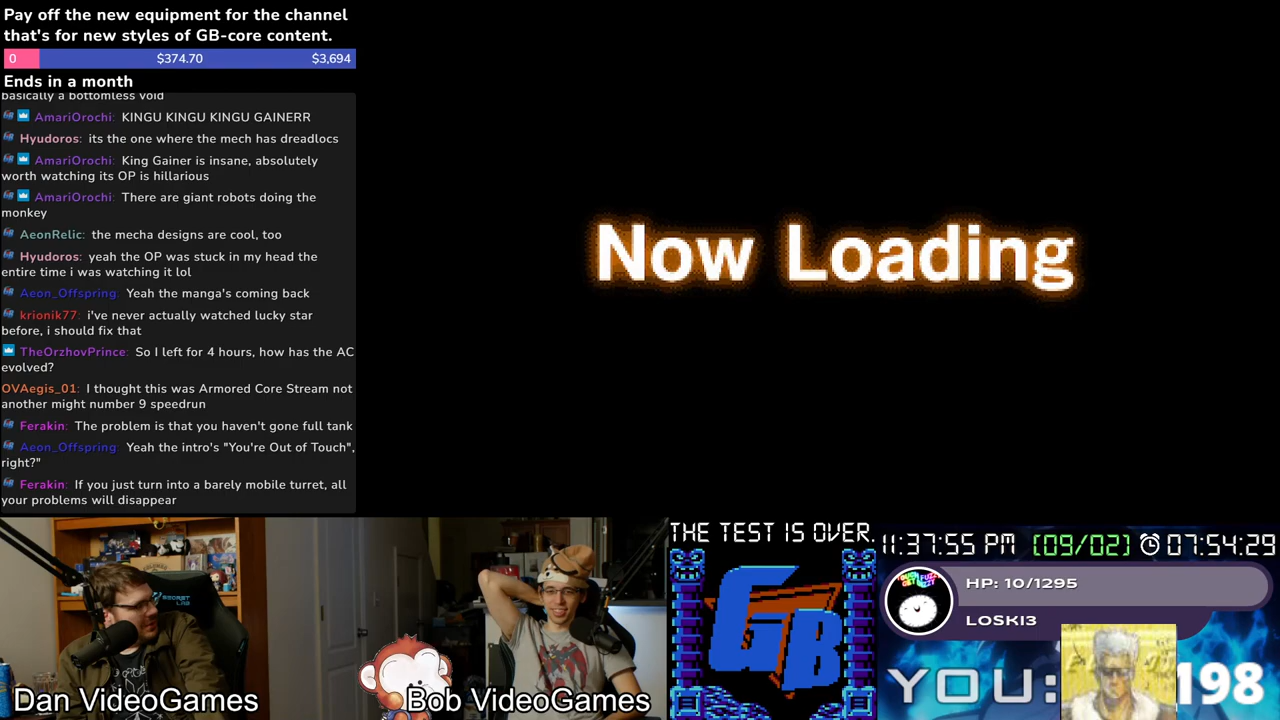 Pay off the new equipment for the channel
that's for new styles of GB-core content.
0 $374.70 $3,694
Ends in a month
basically a bottomless void
AmariOrochi: KINGU KINGU KINGU GAINERR
Hyudoros: its the one where the mech has dreadlocs
AmariOrochi: King Gainer is insane, absolutely
worth watching its OP is hillarious
AmariOrochi: There are giant robots doing the
monkey
AeonRelic: the mecha designs are cool, too
Hyudoros: yeah the OP was stuck in my head the
entire time i was watching it lol
Aeon_Offspring: Yeah the manga's coming back
krionik77: i've never actually watched lucky star
before, i should fix that
TheOrzhovPrince: So I left for 4 hours, how has the AC
evolved?
OVAegis_01: I thought this was Armored Core Stream not
another might number 9 speedrun
Ferakin: The problem is that you haven't gone full tank
Aeon_Offspring: Yeah the intro's "You're Out of Touch",
right?"
Ferakin: If you just turn into a barely mobile turret, all
your problems will disappear
Now Loading
SECRET
LAB
Dan VideoGames
Bob VideoGames
THE TEST IS OVER.
GB
11:37:55 PM [09/02] 07:54:29
HP: 10/1295
LOSKI3
YOU: 198